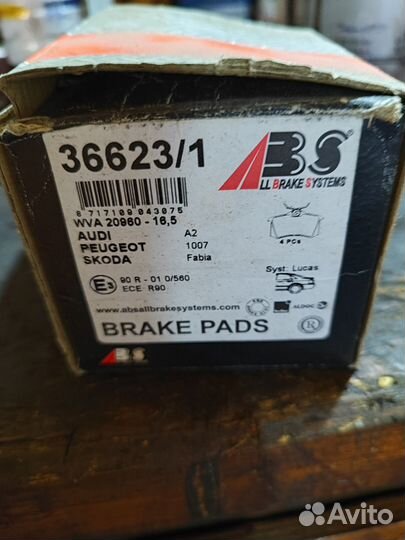 36623/1
ABS
ALL BRAKE SYSTEMS
8 717109 043075
WVA 20960 - 16,5
AUDI A2
PEUGEOT 1007
SKODA Fabia
4 PCs
Syst: Lucas
E3 90 R - 01 0/560
ECE R90
www.absallbrakesystems.com
BRAKE PADS ®
ABS
Avito